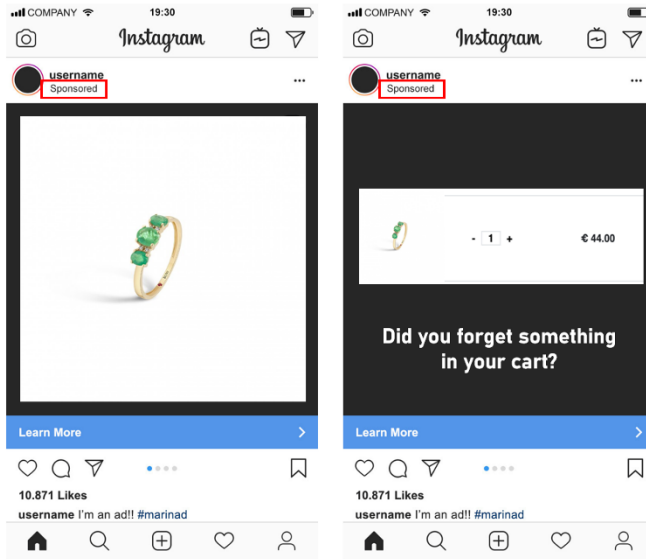 COMPANY 19:30
Instagram
username
Sponsored
Learn More
10.871 Likes
username I'm an ad!! #marinad
COMPANY 19:30
Instagram
username
Sponsored
- 1 + € 44.00
Did you forget something
in your cart?
Learn More
10.871 Likes
username I'm an ad!! #marinad